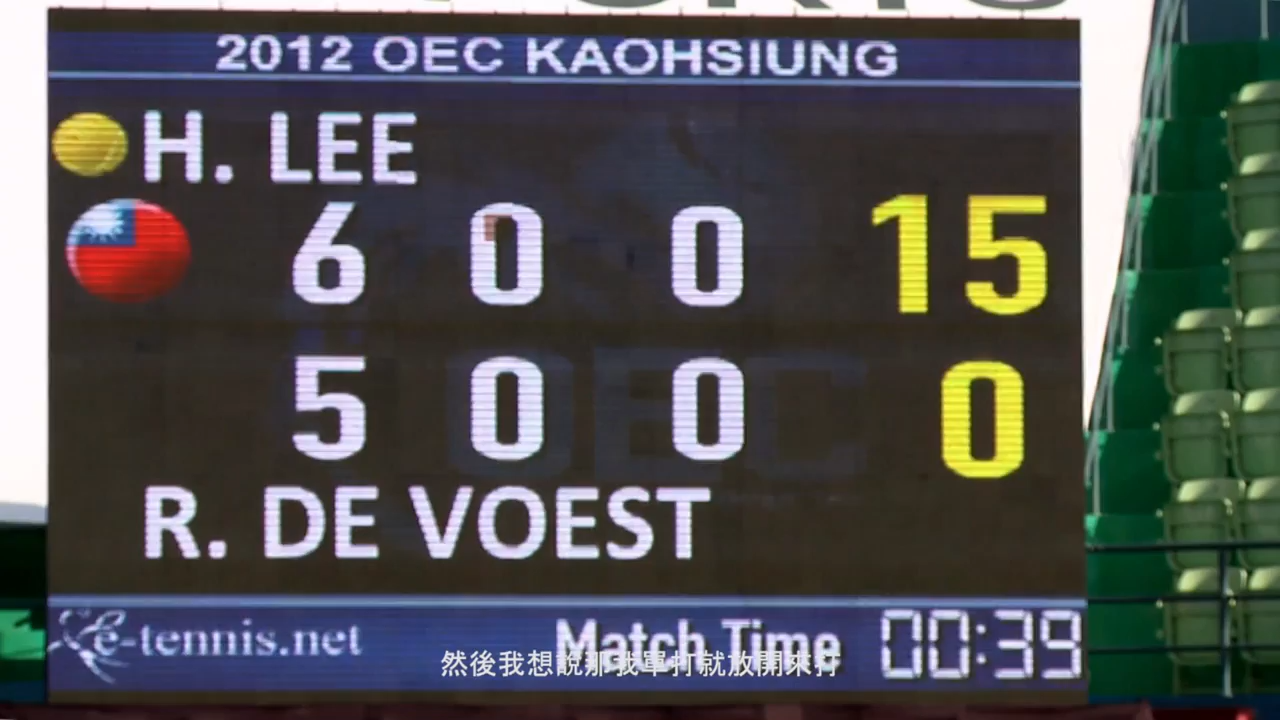 2012 OEC KAOHSIUNG
H. LEE
6 0 0 15
5 0 0 0
R. DE VOEST
e-tennis.net Match Time 00:39
然後我想說那我單打就放開來打